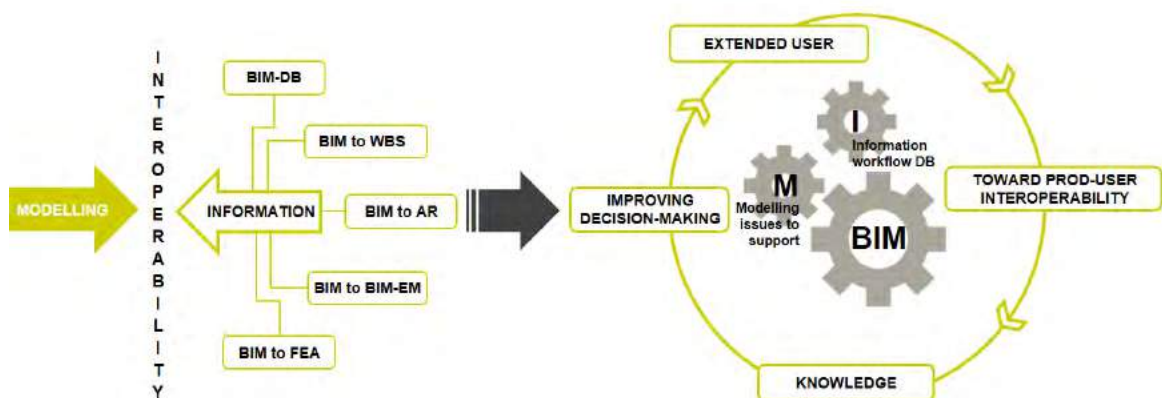 MODELLING
INTEROPERABILITY
BIM-DB
BIM to WBS
INFORMATION
BIM to AR
BIM to BIM-EM
BIM to FEA
EXTENDED USER
I
Information
workflow DB
M
Modelling
issues to
support
BIM
IMPROVING
DECISION-MAKING
TOWARD PROD-USER
INTEROPERABILITY
KNOWLEDGE